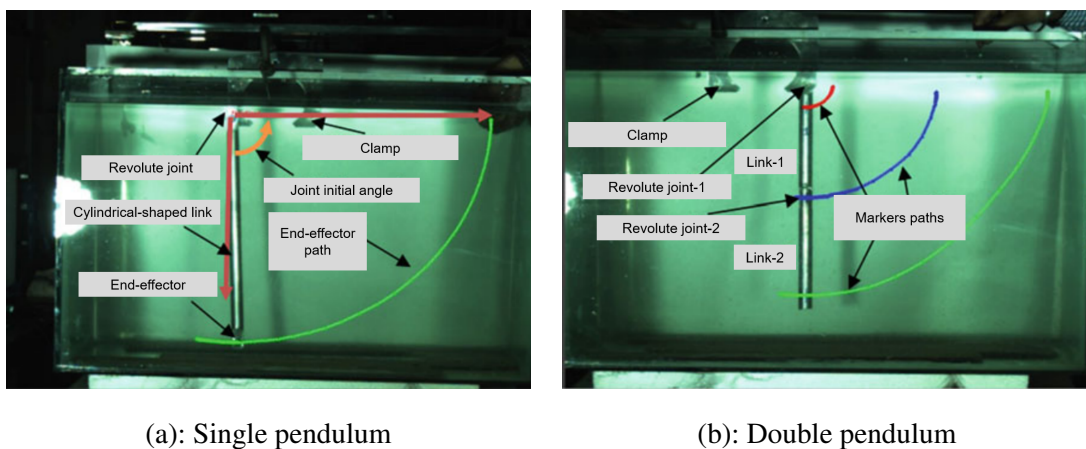 Revolute joint
Clamp
Joint initial angle
Cylindrical-shaped link
End-effector
path
End-effector
Clamp
Link-1
Revolute joint-1
Revolute joint-2
Markers paths
Link-2
(a): Single pendulum
(b): Double pendulum